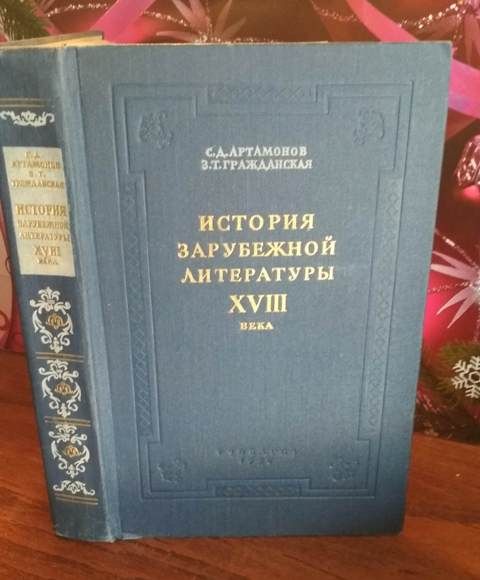 С.Д.
АРТАМОНОВ
З. Т.
ГРАЖДАНСКАЯ
ИСТОРИЯ
ЗАРУБЕЖНОЙ
ЛИТЕРАТУРЫ
XVIII
ВЕКА
С.Д.АРТАМОНОВ
З.Т.ГРАЖДАНСКАЯ
ИСТОРИЯ
ЗАРУБЕЖНОЙ
ЛИТЕРАТУРЫ
XVIII
ВЕКА